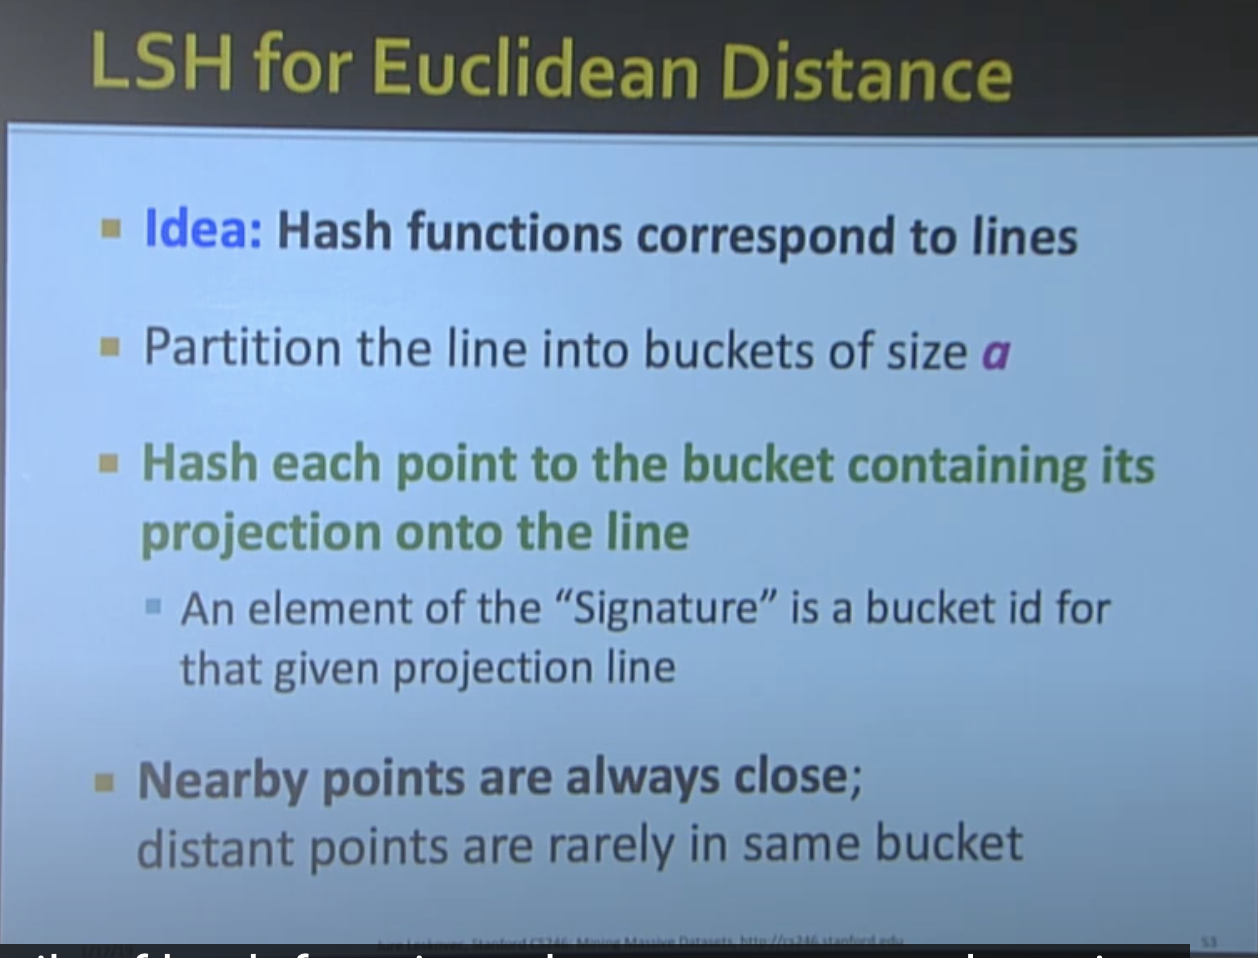 LSH for Euclidean Distance
Idea: Hash functions correspond to lines
Partition the line into buckets of size a
Hash each point to the bucket containing its
projection onto the line
An element of the “Signature” is a bucket id for
that given projection line
Nearby points are always close;
distant points are rarely in same bucket
Jure Leskovec, Stanford CS246: Mining Massive Datasets, http://cs246.stanford.edu
53